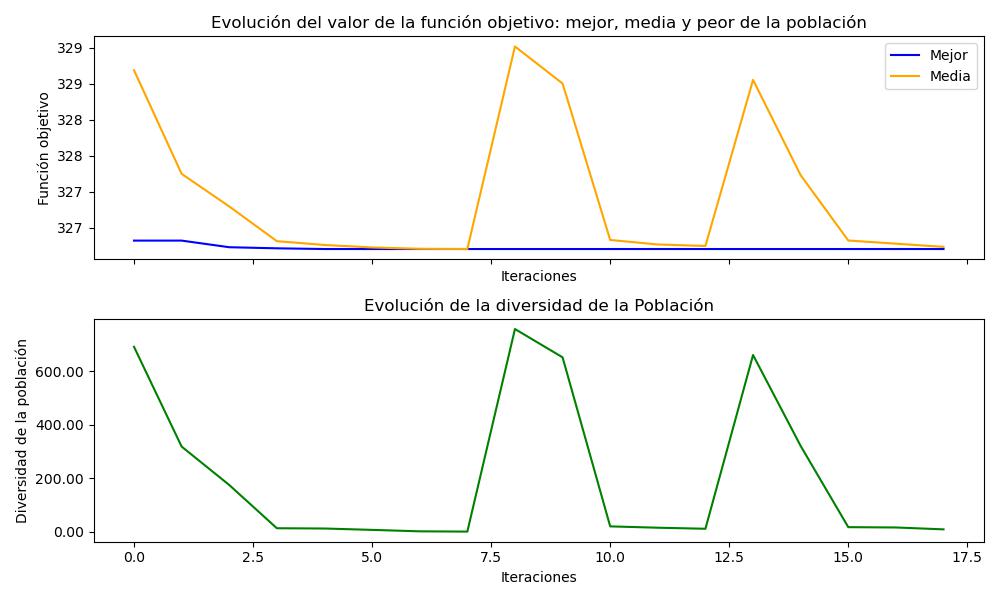 Evolución del valor de la función objetivo: mejor, media y peor de la población
Función objetivo
329
329
328
328
327
327
Mejor
Media
Iteraciones
Evolución de la diversidad de la Población
Diversidad de la población
600.00
400.00
200.00
0.00
0.0 2.5 5.0 7.5 10.0 12.5 15.0 17.5
Iteraciones